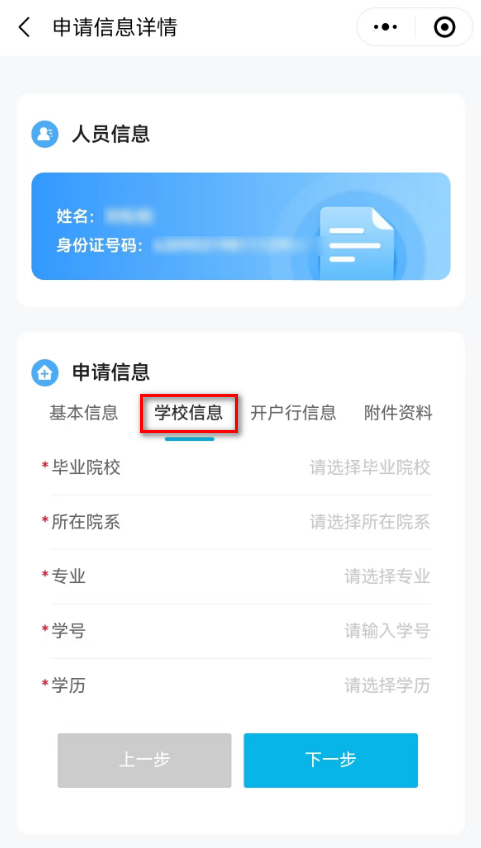 申请信息详情
人员信息
姓名：
身份证号码：
申请信息
基本信息 学校信息 开户行信息 附件资料
*毕业院校 请选择毕业院校
*所在院系 请选择所在院系
*专业 请选择专业
*学号 请输入学号
*学历 请选择学历
上一步 下一步